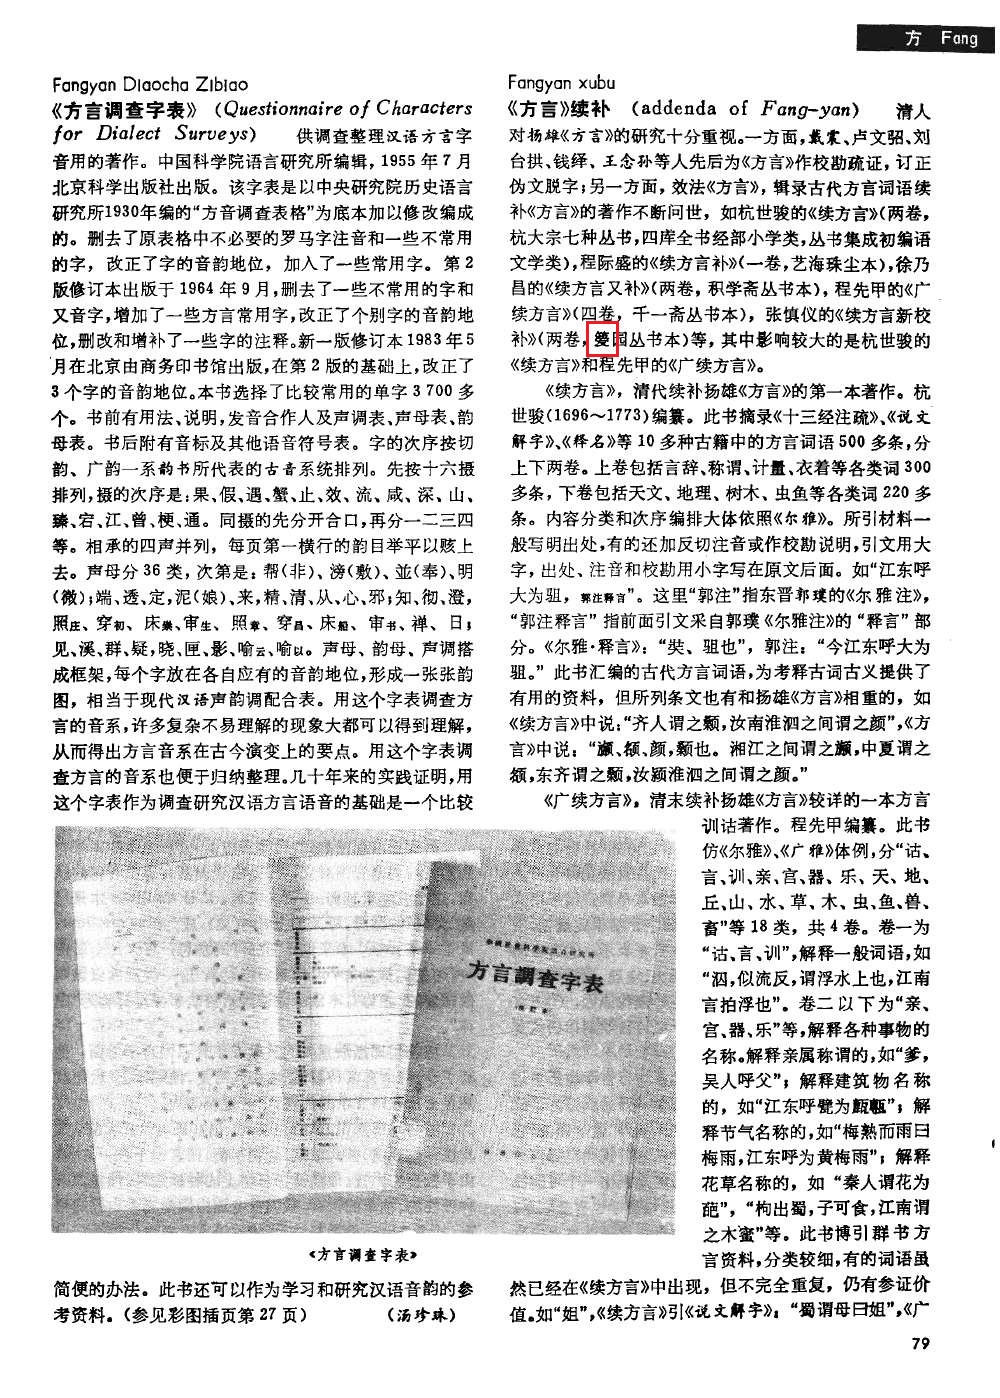 方 Fang
Fangyan Diaocha Zibiao
《方言调查字表》 (Questionnaire of Characters
for Dialect Surveys) 供调查整理汉语方言字
音用的著作。中国科学院语言研究所编辑，1955 年 7 月
北京科学出版社出版。该字表是以中央研究院历史语言
研究所1930年编的“方音调查表格”为底本加以修改编成
的。删去了原表格中不必要的罗马字注音和一些不常用
的字，改正了字的音韵地位，加入了一些常用字。第 2
版修订本出版于 1964 年 9 月，删去了一些不常用的字和
又音字，增加了一些方言常用字，改正了个别字的音韵地
位，删改和增补了一些字的注释。新一版修订本 1983 年 5
月在北京由商务印书馆出版，在第 2 版的基础上，改正了
3 个字的音韵地位。本书选择了比较常用的单字 3 700 多
个。书前有用法、说明，发音合作人及声调表、声母表、韵
母表。书后附有音标及其他语音符号表。字的次序按切
韵、广韵一系韵书所代表的古音系统排列。先按十六摄
排列，摄的次序是：果、假、遇、蟹、止、效、流、咸、深、山、
臻、宕、江、曾、梗、通。同摄的先分开合口，再分一二三四
等。相承的四声并列，每页第一横行的韵目举平以赅上
去。声母分 36 类，次第是：帮(非)、滂(敷)、並(奉)、明
(微)；端、透、定，泥(娘)、来，精、清、从、心、邪；知、彻、澄，
照庄、穿初、床崇、审生、照章、穿昌、床船、审书、禅、日；
见、溪、群、疑，晓、匣、影、喻云、喻以。声母、韵母、声调搭
成框架，每个字放在各自应有的音韵地位，形成一张张韵
图，相当于现代汉语声韵调配合表。用这个字表调查方
言的音系，许多复杂不易理解的现象大都可以得到理解，
从而得出方言音系在古今演变上的要点。用这个字表调
查方言的音系也便于归纳整理。几十年来的实践证明，用
这个字表作为调查研究汉语方言语音的基础是一个比较
方言調查字表
《方言调查字表》
简便的办法。此书还可以作为学习和研究汉语音韵的参
考资料。(参见彩图插页第 27 页) (汤珍珠)
Fangyan xubu
《方言》续补 (addenda of Fang-yan) 清人
对扬雄《方言》的研究十分重视。一方面，戴震、卢文弨、刘
台拱、钱绎、王念孙等人先后为《方言》作校勘疏证，订正
伪文脱字；另一方面，效法《方言》，辑录古代方言词语续
补《方言》的著作不断问世，如杭世骏的《续方言》(两卷，
杭大宗七种丛书，四库全书经部小学类，丛书集成初编语
文学类)，程际盛的《续方言补》(一卷，艺海珠尘本)，徐乃
昌的《续方言又补》(两卷，积学斋丛书本)，程先甲的《广
续方言》(四卷，千一斋丛书本)，张慎仪的《续方言新校
补》(两卷，籆园丛书本)等，其中影响较大的是杭世骏的
《续方言》和程先甲的《广续方言》。
《续方言》，清代续补扬雄《方言》的第一本著作。杭
世骏(1696～1773)编纂。此书摘录《十三经注疏》、《说文
解字》、《释名》等 10 多种古籍中的方言词语 500 多条，分
上下两卷。上卷包括言辞、称谓、计量、衣着等各类词 300
多条，下卷包括天文、地理、树木、虫鱼等各类词 220 多
条。内容分类和次序编排大体依照《尔雅》。所引材料一
般写明出处，有的还加反切注音或作校勘说明，引文用大
字，出处、注音和校勘用小字写在原文后面。如“江东呼
大为驵，郭注释言”。这里“郭注”指东晋郭璞的《尔雅注》，
“郭注释言”指前面引文采自郭璞《尔雅注》的“释言”部
分。《尔雅·释言》：“奘、驵也”，郭注：“今江东呼大为
驵。”此书汇编的古代方言词语，为考释古词古义提供了
有用的资料，但所列条文也有和扬雄《方言》相重的，如
《续方言》中说：“齐人谓之颡，汝南淮泗之间谓之颜”，《方
言》中说：“㒹、额、颜，颡也。湘江之间谓之㒹，中夏谓之
额，东齐谓之颡，汝颍淮泗之间谓之颜。”
《广续方言》，清末续补扬雄《方言》较详的一本方言
训诂著作。程先甲编纂。此书
仿《尔雅》、《广雅》体例，分“诂、
言、训、亲、宫、器、乐、天、地、
丘、山、水、草、木、虫、鱼、兽、
畜”等 18 类，共 4 卷。卷一为
“诂、言、训”，解释一般词语，如
“泅，似流反，谓浮水上也，江南
言拍浮也”。卷二以下为“亲、
宫、器、乐”等，解释各种事物的
名称。解释亲属称谓的，如“爹，
吴人呼父”；解释建筑物名称
的，如“江东呼甓为瓯甎”；解
释节气名称的，如“梅熟而雨曰
梅雨，江东呼为黄梅雨”；解释
花草名称的，如“秦人谓花为
葩”，“枸出蜀，子可食，江南谓
之木蜜”等。此书博引群书方
言资料，分类较细，有的词语虽
然已经在《续方言》中出现，但不完全重复，仍有参证价
值。如“姐”，《续方言》引《说文解字》：“蜀谓母曰姐”，《广
79